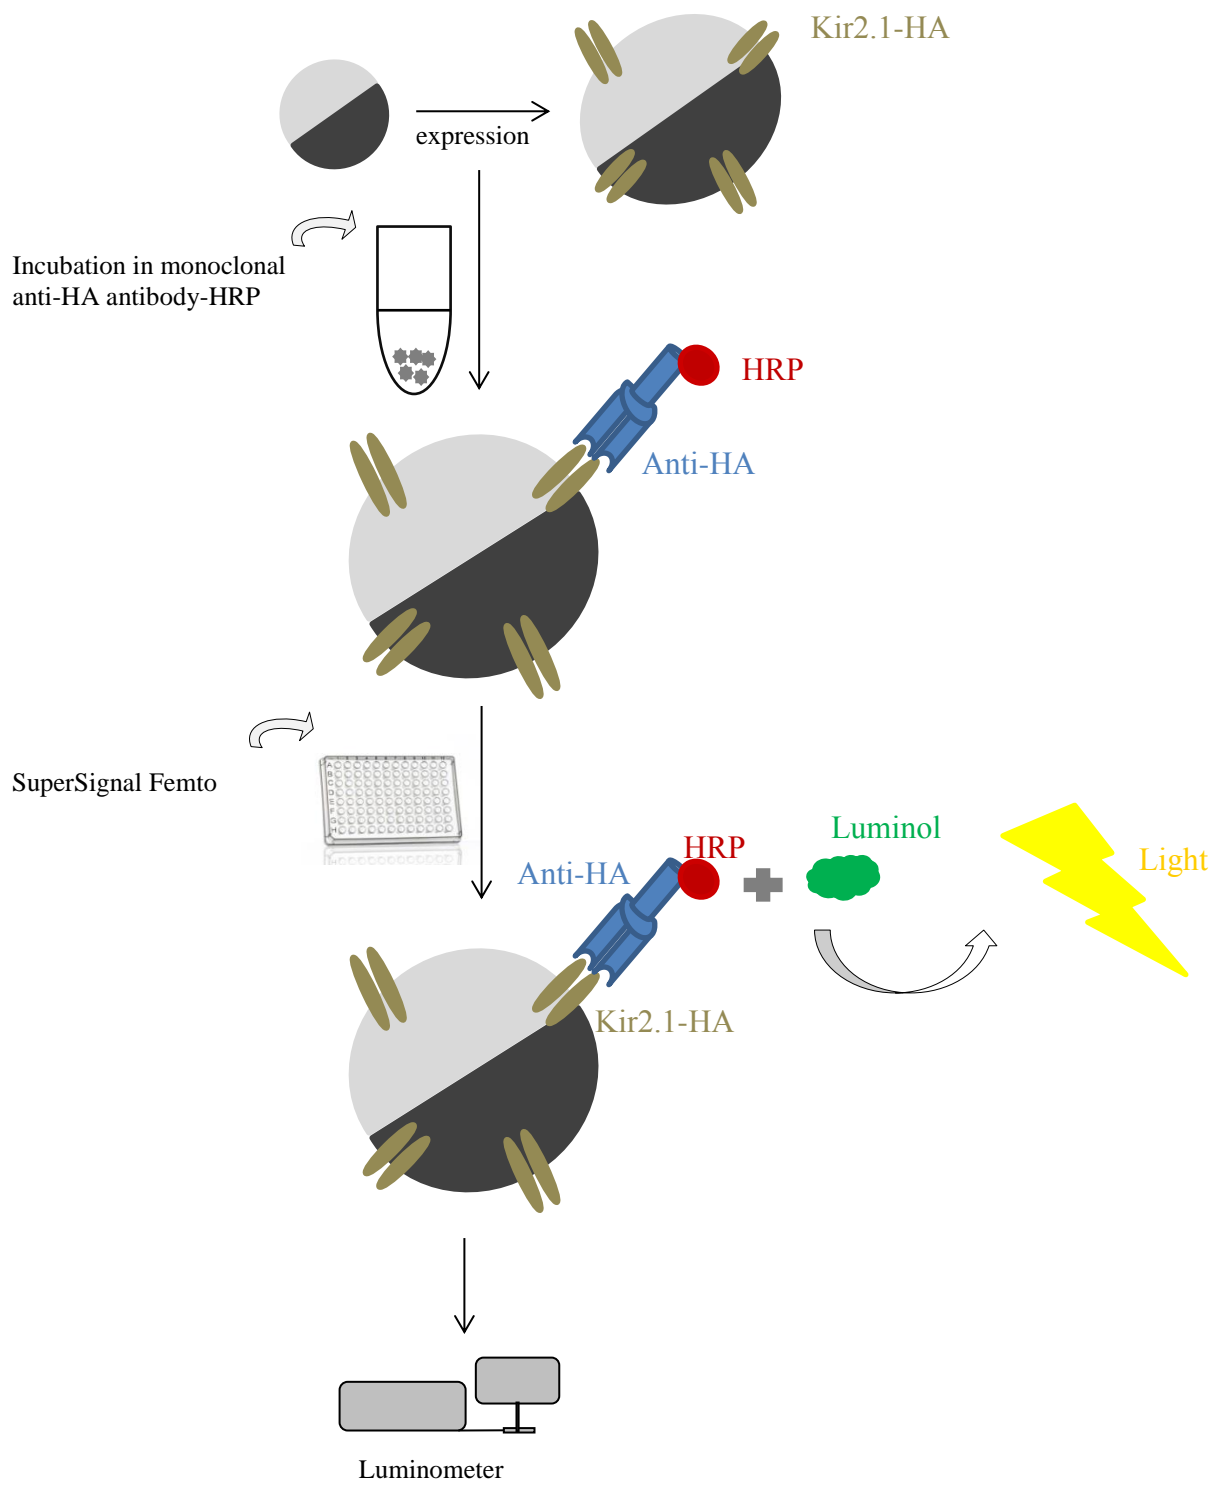 Kir2.1-HA
expression
Incubation in monoclonal
anti-HA antibody-HRP
HRP
Anti-HA
SuperSignal Femto
A
B
C
D
E
F
G
H
Luminol
HRP
Light
Anti-HA
Kir2.1-HA
Luminometer